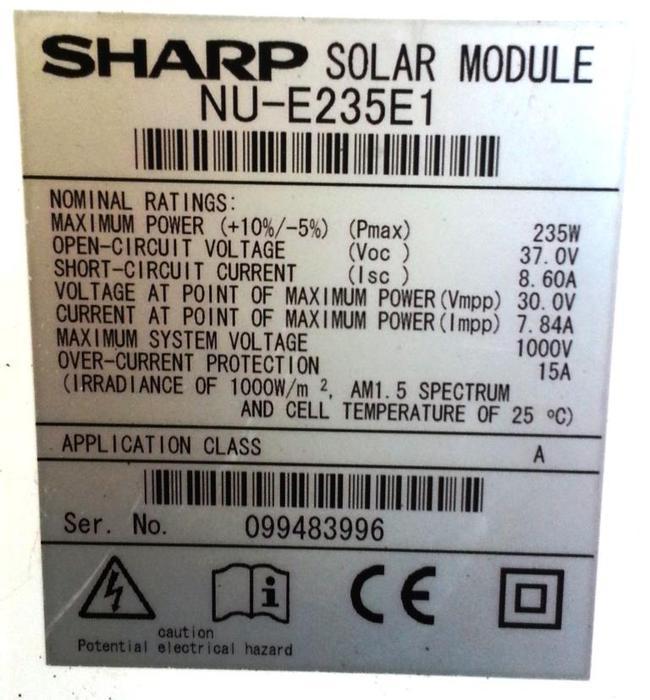 SHARP SOLAR MODULE
NU-E235E1
NOMINAL RATINGS:
MAXIMUM POWER (+10%/-5%) (Pmax) 235W
OPEN-CIRCUIT VOLTAGE (Voc ) 37.0V
SHORT-CIRCUIT CURRENT (Isc ) 8.60A
VOLTAGE AT POINT OF MAXIMUM POWER(Vmpp) 30.0V
CURRENT AT POINT OF MAXIMUM POWER(Impp) 7.84A
MAXIMUM SYSTEM VOLTAGE 1000V
OVER-CURRENT PROTECTION 15A
(IRRADIANCE OF 1000W/m ², AM1.5 SPECTRUM
AND CELL TEMPERATURE OF 25 ºC)
APPLICATION CLASS A
Ser. No. 099483996
i CE
caution
Potential electrical hazard